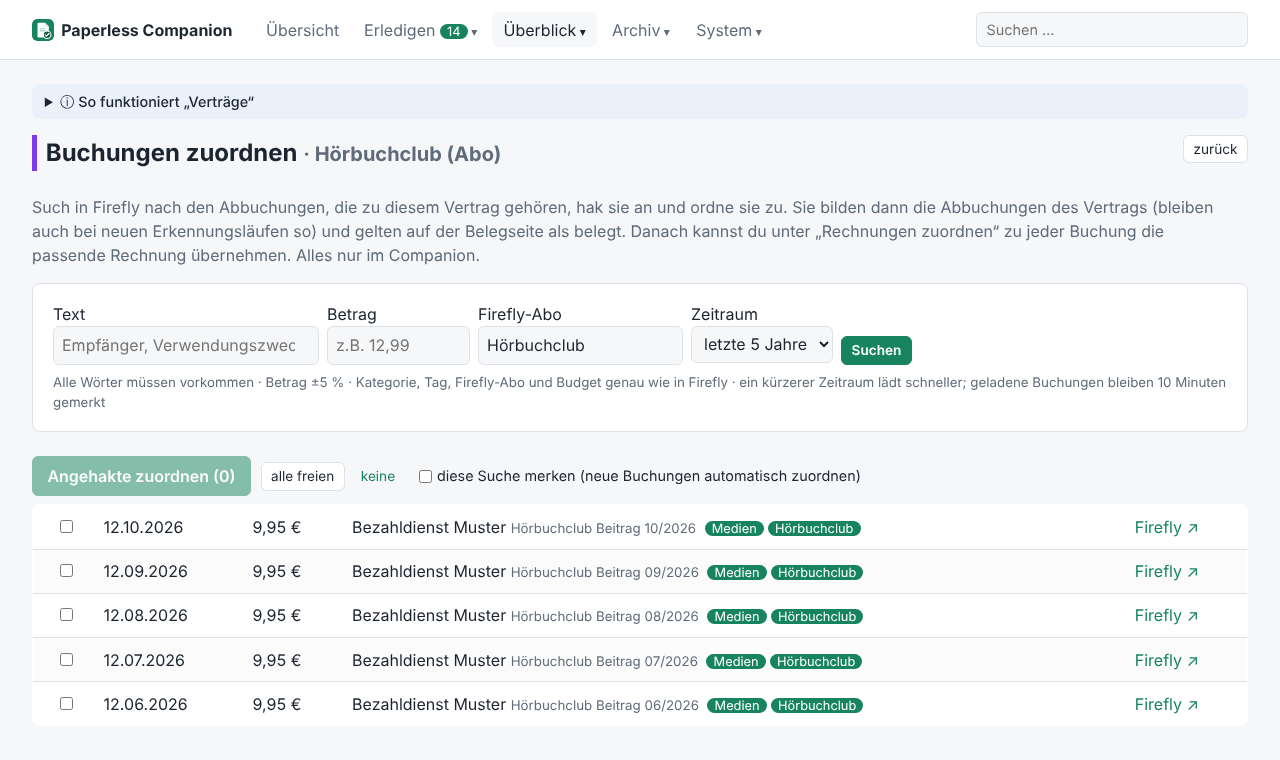 Paperless Companion Übersicht Erledigen 14 ▾ Überblick ▾ Archiv ▾ System ▾ Suchen ...
▶ ⓘ So funktioniert „Verträge“
Buchungen zuordnen · Hörbuchclub (Abo) zurück
Such in Firefly nach den Abbuchungen, die zu diesem Vertrag gehören, hak sie an und ordne sie zu. Sie bilden dann die Abbuchungen des Vertrags (bleiben
auch bei neuen Erkennungsläufen so) und gelten auf der Belegseite als belegt. Danach kannst du unter „Rechnungen zuordnen“ zu jeder Buchung die
passende Rechnung übernehmen. Alles nur im Companion.
Text Betrag Firefly-Abo Zeitraum
Empfänger, Verwendungszwec z.B. 12,99 Hörbuchclub letzte 5 Jahre Suchen
Alle Wörter müssen vorkommen · Betrag ±5 % · Kategorie, Tag, Firefly-Abo und Budget genau wie in Firefly · ein kürzerer Zeitraum lädt schneller; geladene Buchungen bleiben 10 Minuten
gemerkt
Angehakte zuordnen (0) alle freien keine diese Suche merken (neue Buchungen automatisch zuordnen)
12.10.2026 9,95 € Bezahldienst Muster Hörbuchclub Beitrag 10/2026 Medien Hörbuchclub Firefly ↗
12.09.2026 9,95 € Bezahldienst Muster Hörbuchclub Beitrag 09/2026 Medien Hörbuchclub Firefly ↗
12.08.2026 9,95 € Bezahldienst Muster Hörbuchclub Beitrag 08/2026 Medien Hörbuchclub Firefly ↗
12.07.2026 9,95 € Bezahldienst Muster Hörbuchclub Beitrag 07/2026 Medien Hörbuchclub Firefly ↗
12.06.2026 9,95 € Bezahldienst Muster Hörbuchclub Beitrag 06/2026 Medien Hörbuchclub Firefly ↗